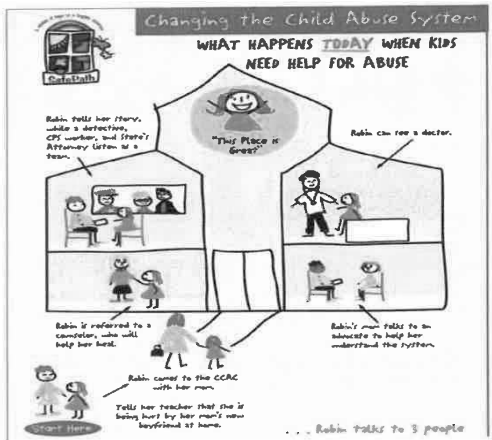 Changing the Child Abuse System
SafePath
WHAT HAPPENS TODAY WHEN KIDS
NEED HELP FOR ABUSE
Robin tells her story,
while a detective,
CPS worker, and State's
Attorney listen as a
team.
"This Place is
Great"
Robin can see a doctor.
Robin is referred to a
counselor, who will
help her heal.
Robin's mom talks to an
advocate to help her
understand the system.
Robin comes to the CCAC
with her mom.
Start Here
Tells her teacher that she is
being hurt by her mom's new
boyfriend at home.
... Robin talks to 3 people